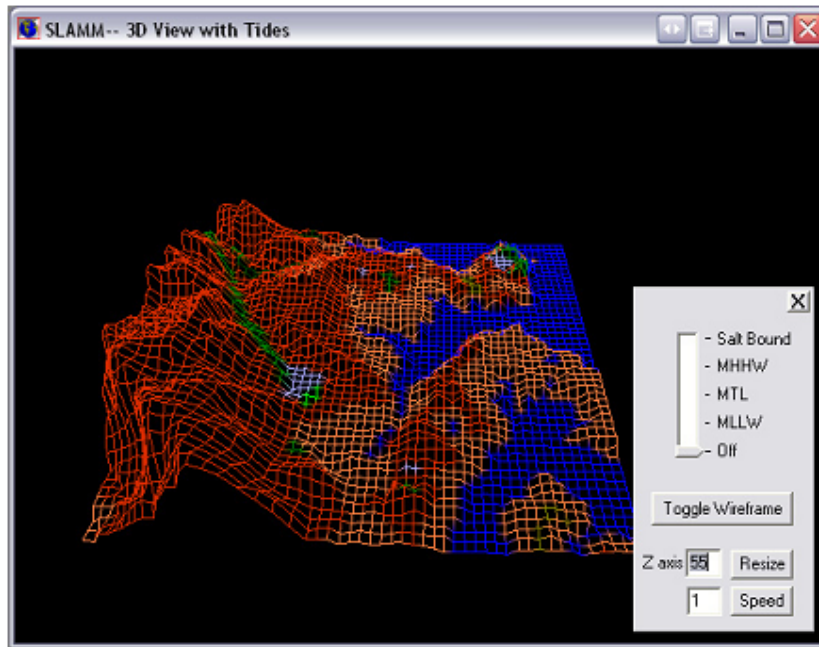 SLAMM-- 3D View with Tides
- Salt Bound
- MHHW
- MTL
- MLLW
- Off
Toggle Wireframe
Z axis 55 Resize
1 Speed